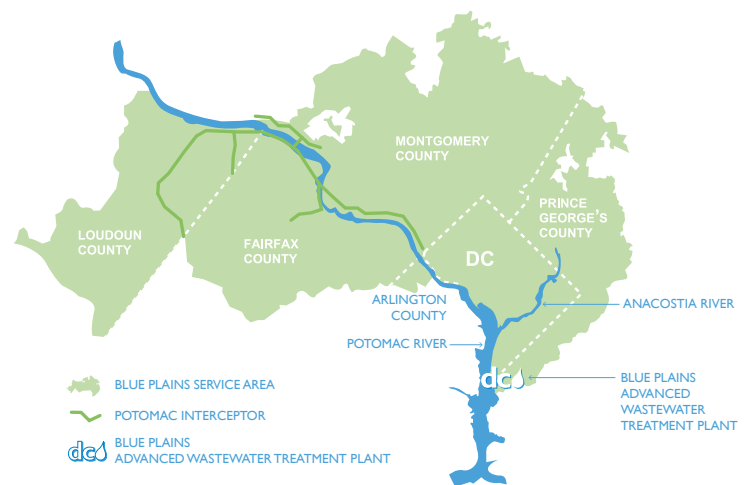 MONTGOMERY
COUNTY
PRINCE
GEORGE'S
COUNTY
LOUDOUN
COUNTY
FAIRFAX
COUNTY
DC
ARLINGTON
COUNTY
ANACOSTIA RIVER
POTOMAC RIVER
dc
BLUE PLAINS
ADVANCED
WASTEWATER
TREATMENT PLANT
BLUE PLAINS SERVICE AREA
POTOMAC INTERCEPTOR
dc
BLUE PLAINS
ADVANCED WASTEWATER TREATMENT PLANT